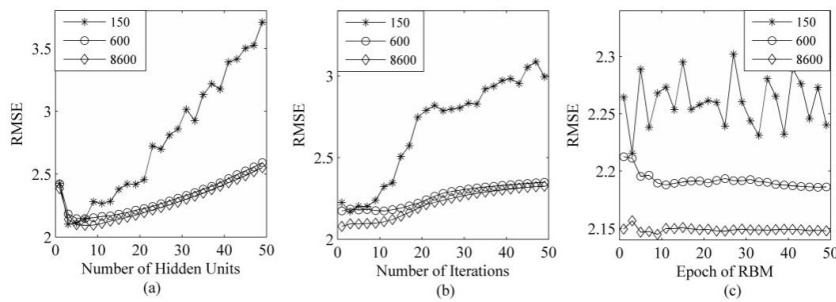 150
600
8600
3.5
3
2.5
2
RMSE
0 10 20 30 40 50
Number of Hidden Units
(a)
150
600
8600
3
2.5
2
RMSE
0 10 20 30 40 50
Number of Iterations
(b)
150
600
8600
2.3
2.25
2.2
2.15
RMSE
0 10 20 30 40 50
Epoch of RBM
(c)